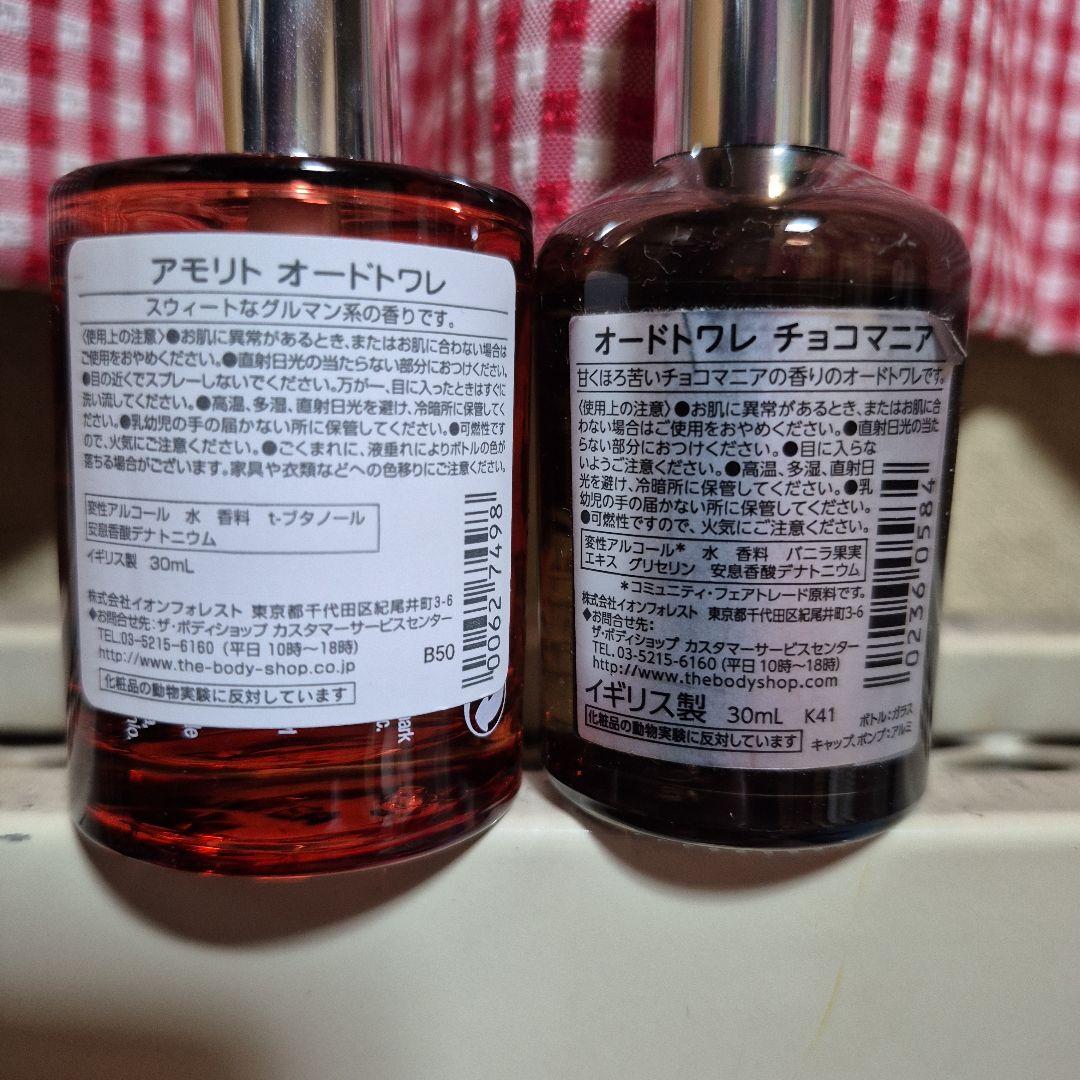 アモリト オードトワレ
スウィートなグルマン系の香りです。
〈使用上の注意〉●お肌に異常があるとき、またはお肌に合わない場合は
ご使用をおやめください。●直射日光の当たらない部分におつけください。
●目の近くでスプレーしないでください。万が一、目に入ったときはすぐに
洗い流してください。●高温、多湿、直射日光を避け、冷暗所に保管してく
ださい。●乳幼児の手の届かない所に保管してください。●可燃性です
ので、火気にご注意ください。●ごくまれに、液垂れによりボトルの色が
落ちる場合がございます。家具や衣類などへの色移りにご注意ください。
変性アルコール 水 香料 t-ブタノール
安息香酸デナトニウム
イギリス製 30mL
株式会社イオンフォレスト 東京都千代田区紀尾井町3-6
◆お問合せ先:ザ・ボディショップ カスタマーサービスセンター
TEL.03-5215-6160 (平日 10時〜18時)
http://www.the-body-shop.co.jp
B50
化粧品の動物実験に反対しています
00627498
オードトワレ チョコマニア
甘くほろ苦いチョコマニアの香りのオードトワレです。
〈使用上の注意〉●お肌に異常があるとき、またはお肌に合
わない場合はご使用をおやめください。●直射日光の当た
らない部分におつけください。●目に入らな
いようご注意ください。●高温、多湿、直射日
光を避け、冷暗所に保管してください。●乳
幼児の手の届かない所に保管してください。
●可燃性ですので、火気にご注意ください。
変性アルコール* 水 香料 バニラ果実
エキス グリセリン 安息香酸デナトニウム
*コミュニティ・フェアトレード原料です。
株式会社イオンフォレスト 東京都千代田区紀尾井町3-6
◆お問合せ先:
ザ・ボディショップ カスタマーサービスセンター
TEL. 03-5215-6160 (平日 10時〜18時)
http://www.thebodyshop.com
イギリス製 30mL K41
ボトル:ガラス
化粧品の動物実験に反対しています
キャップ、ポンプ:アルミ
02360584